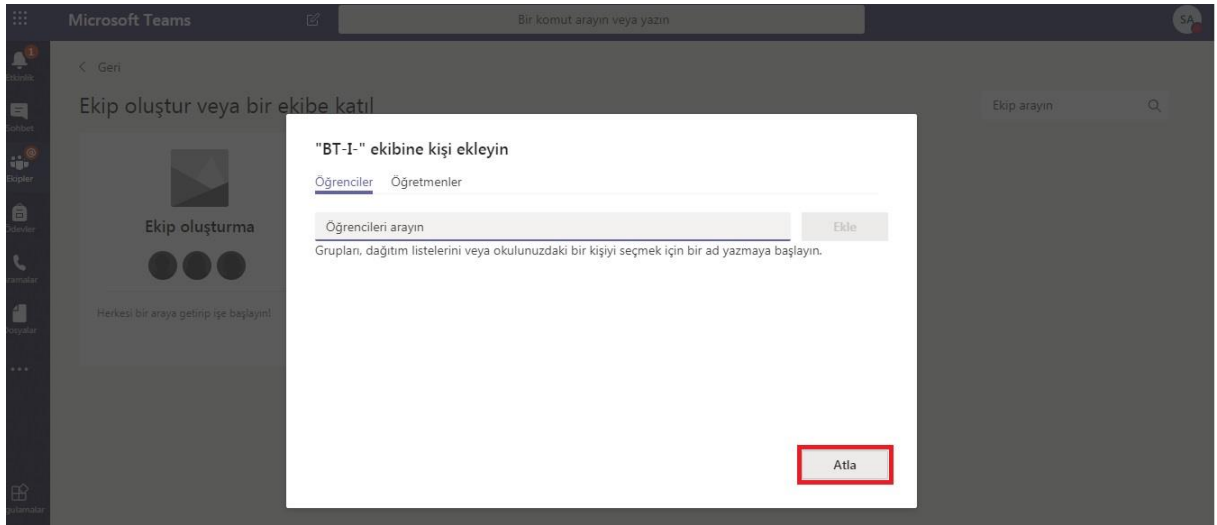 Microsoft Teams
Bir komut arayın veya yazın
SA
1
Etkinlik
Geri
Sohbet
Ekip oluştur veya bir ekibe katıl
Ekip arayın
Ekipler
"BT-I-" ekibine kişi ekleyin
Öğrenciler Öğretmenler
Ödevler
Ekip oluşturma
Öğrencileri arayın
Ekle
Grupları, dağıtım listelerini veya okulunuzdaki bir kişiyi seçmek için bir ad yazmaya başlayın.
Herkesi bir araya getirip işe başlayın!
Dosyalar
Atla